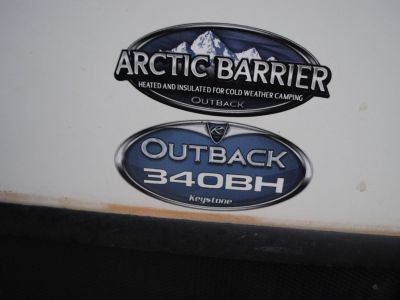 ARCTIC BARRIER
HEATED AND INSULATED FOR COLD WEATHER CAMPING
OUTBACK
OUTBACK
340BH
Keystone